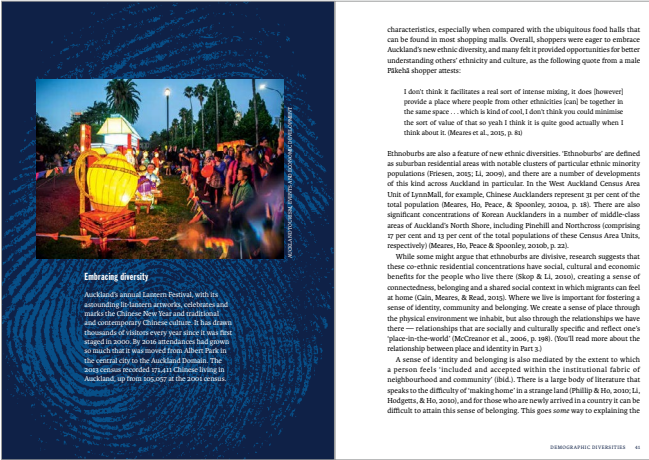 AUCKLAND TOURISM, EVENTS AND ECONOMIC DEVELOPMENT
Embracing diversity
Auckland's annual Lantern Festival, with its
astounding lit-lantern artworks, celebrates and
marks the Chinese New Year and traditional
and contemporary Chinese culture. It has drawn
thousands of visitors every year since it was first
staged in 2000. By 2016 attendances had grown
so much that it was moved from Albert Park in
the central city to the Auckland Domain. The
2013 census recorded 171,411 Chinese living in
Auckland, up from 105,057 at the 2001 census.
characteristics, especially when compared with the ubiquitous food halls that
can be found in most shopping malls. Overall, shoppers were eager to embrace
Auckland's new ethnic diversity, and many felt it provided opportunities for better
understanding others' ethnicity and culture, as the following quote from a male
Pākehā shopper attests:
I don't think it facilitates a real sort of intense mixing, it does [however]
provide a place where people from other ethnicities [can] be together in
the same space . . . which is kind of cool, I don't think you could minimise
the sort of value of that so yeah I think it is quite good actually when I
think about it. (Meares et al., 2015, p. 81)
Ethnoburbs are also a feature of new ethnic diversities. 'Ethnoburbs' are defined
as suburban residential areas with notable clusters of particular ethnic minority
populations (Friesen, 2015; Li, 2009), and there are a number of developments
of this kind across Auckland in particular. In the West Auckland Census Area
Unit of LynnMall, for example, Chinese Aucklanders represent 31 per cent of the
total population (Meares, Ho, Peace, & Spoonley, 2010a, p. 18). There are also
significant concentrations of Korean Aucklanders in a number of middle-class
areas of Auckland's North Shore, including Pinehill and Northcross (comprising
17 per cent and 13 per cent of the total populations of these Census Area Units,
respectively) (Meares, Ho, Peace & Spoonley, 2010b, p. 22).
While some might argue that ethnoburbs are divisive, research suggests that
these co-ethnic residential concentrations have social, cultural and economic
benefits for the people who live there (Skop & Li, 2010), creating a sense of
connectedness, belonging and a shared social context in which migrants can feel
at home (Cain, Meares, & Read, 2015). Where we live is important for fostering a
sense of identity, community and belonging. We create a sense of place through
the physical environment we inhabit, but also through the relationships we have
there — relationships that are socially and culturally specific and reflect one's
'place-in-the-world' (McCreanor et al., 2006, p. 198). (You'll read more about the
relationship between place and identity in Part 3.)
A sense of identity and belonging is also mediated by the extent to which
a person feels 'included and accepted within the institutional fabric of
neighbourhood and community' (ibid.). There is a large body of literature that
speaks to the difficulty of 'making home' in a strange land (Phillip & Ho, 2010; Li,
Hodgetts, & Ho, 2010), and for those who are newly arrived in a country it can be
difficult to attain this sense of belonging. This goes some way to explaining the
DEMOGRAPHIC DIVERSITIES 41